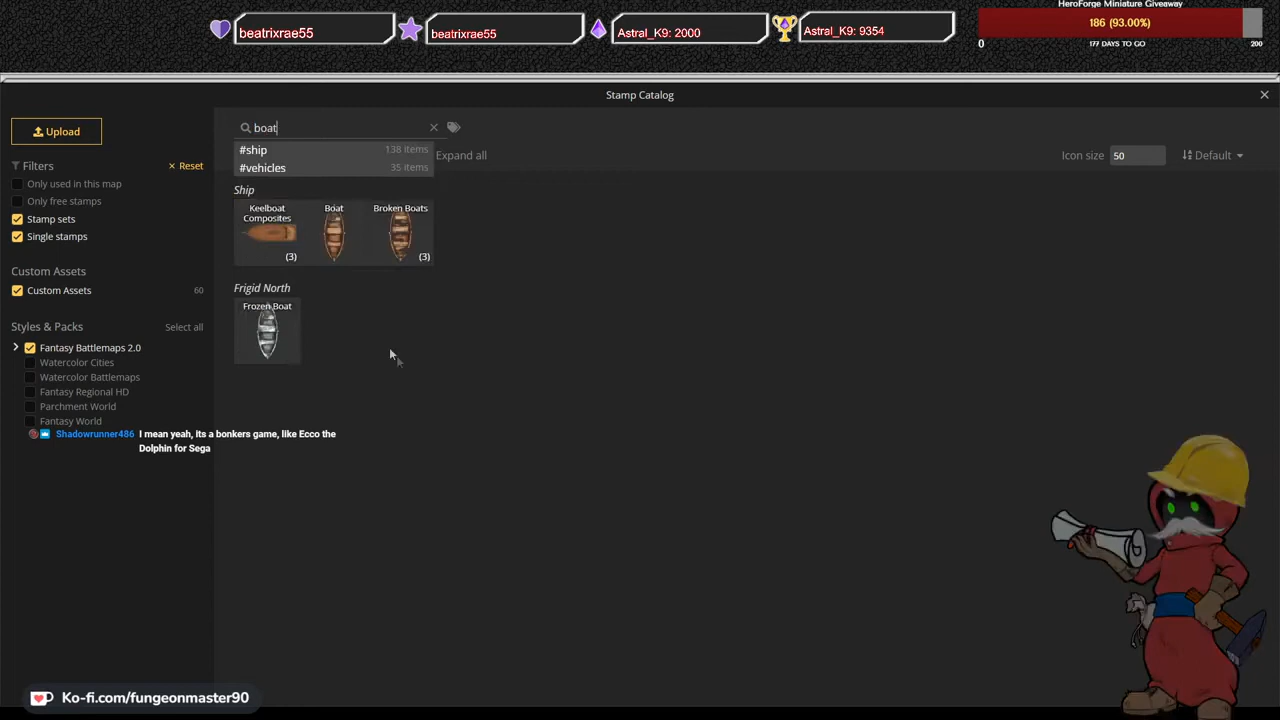 HeroForge Miniature Giveaway
beatrixrae55
beatrixrae55
Astral_K9: 2000
Astral_K9: 9354
186 (93.00%)
0
177 DAYS TO GO
200
Stamp Catalog
Upload
boat
#ship 138 items
#vehicles 35 items
Expand all
Icon size 50
Default
Filters
Reset
Only used in this map
Only free stamps
Stamp sets
Single stamps
Custom Assets
Custom Assets 60
Styles & Packs
Select all
Fantasy Battlemaps 2.0
Watercolor Cities
Watercolor Battlemaps
Fantasy Regional HD
Parchment World
Fantasy World
Ship
Keelboat
Composites
(3)
Boat
Broken Boats
(3)
Frigid North
Frozen Boat
Shadowrunner486 I mean yeah, its a bonkers game, like Ecco the
Dolphin for Sega
Ko-fi.com/fungeonmaster90